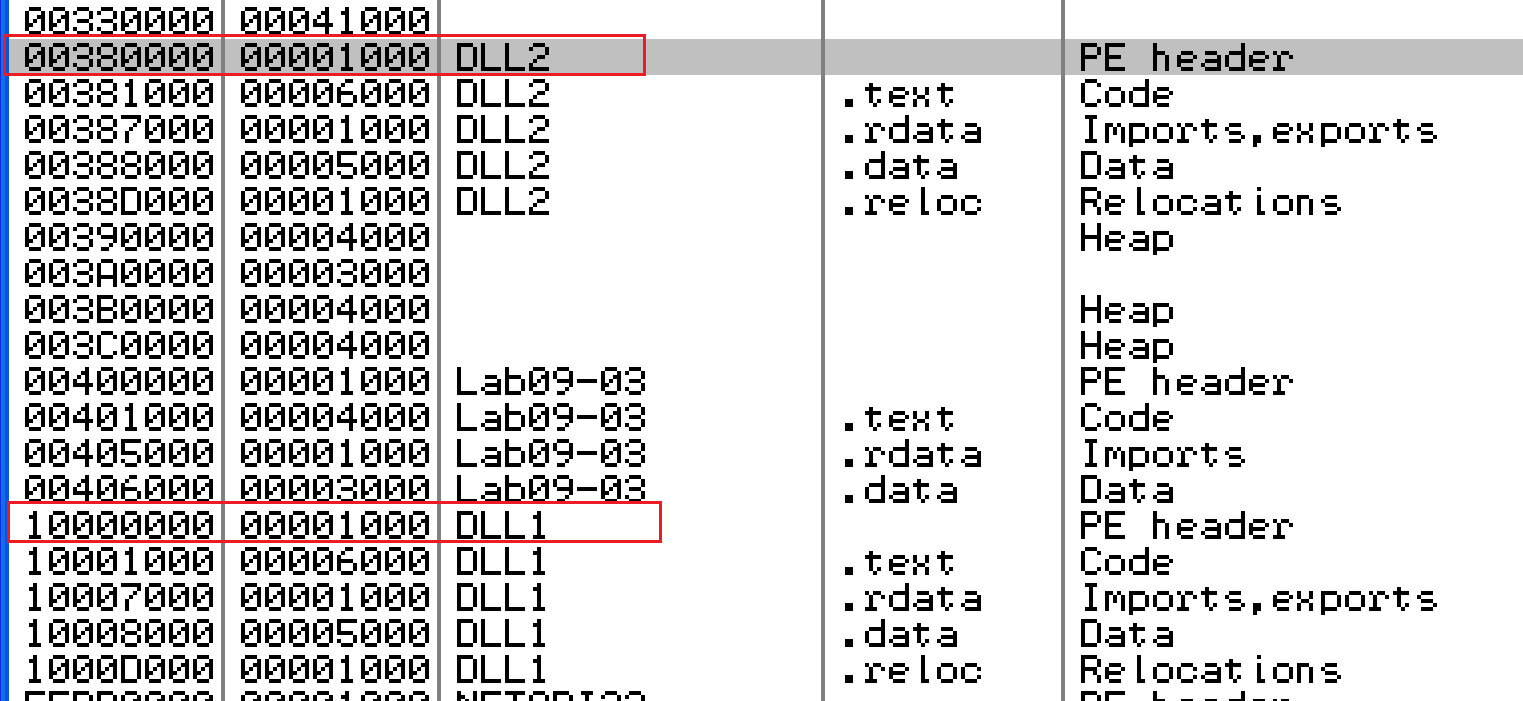 00330000 00041000
00380000 00001000 DLL2 PE header
00381000 00006000 DLL2 .text Code
00387000 00001000 DLL2 .rdata Imports,exports
00388000 00005000 DLL2 .data Data
0038D000 00001000 DLL2 .reloc Relocations
00390000 00004000 Heap
003A0000 00003000
003B0000 00004000 Heap
003C0000 00004000 Heap
00400000 00001000 Lab09-03 PE header
00401000 00004000 Lab09-03 .text Code
00405000 00001000 Lab09-03 .rdata Imports
00406000 00003000 Lab09-03 .data Data
10000000 00001000 DLL1 PE header
10001000 00006000 DLL1 .text Code
10007000 00001000 DLL1 .rdata Imports,exports
10008000 00005000 DLL1 .data Data
1000D000 00001000 DLL1 .reloc Relocations